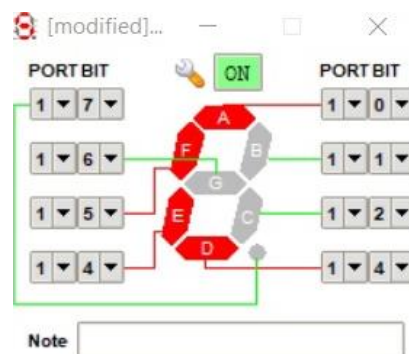 [modified]...
PORT BIT ON PORT BIT
1 7 1 0
A
F B
1 6 1 1
G
1 5 E C 1 2
D
1 4 1 4
Note